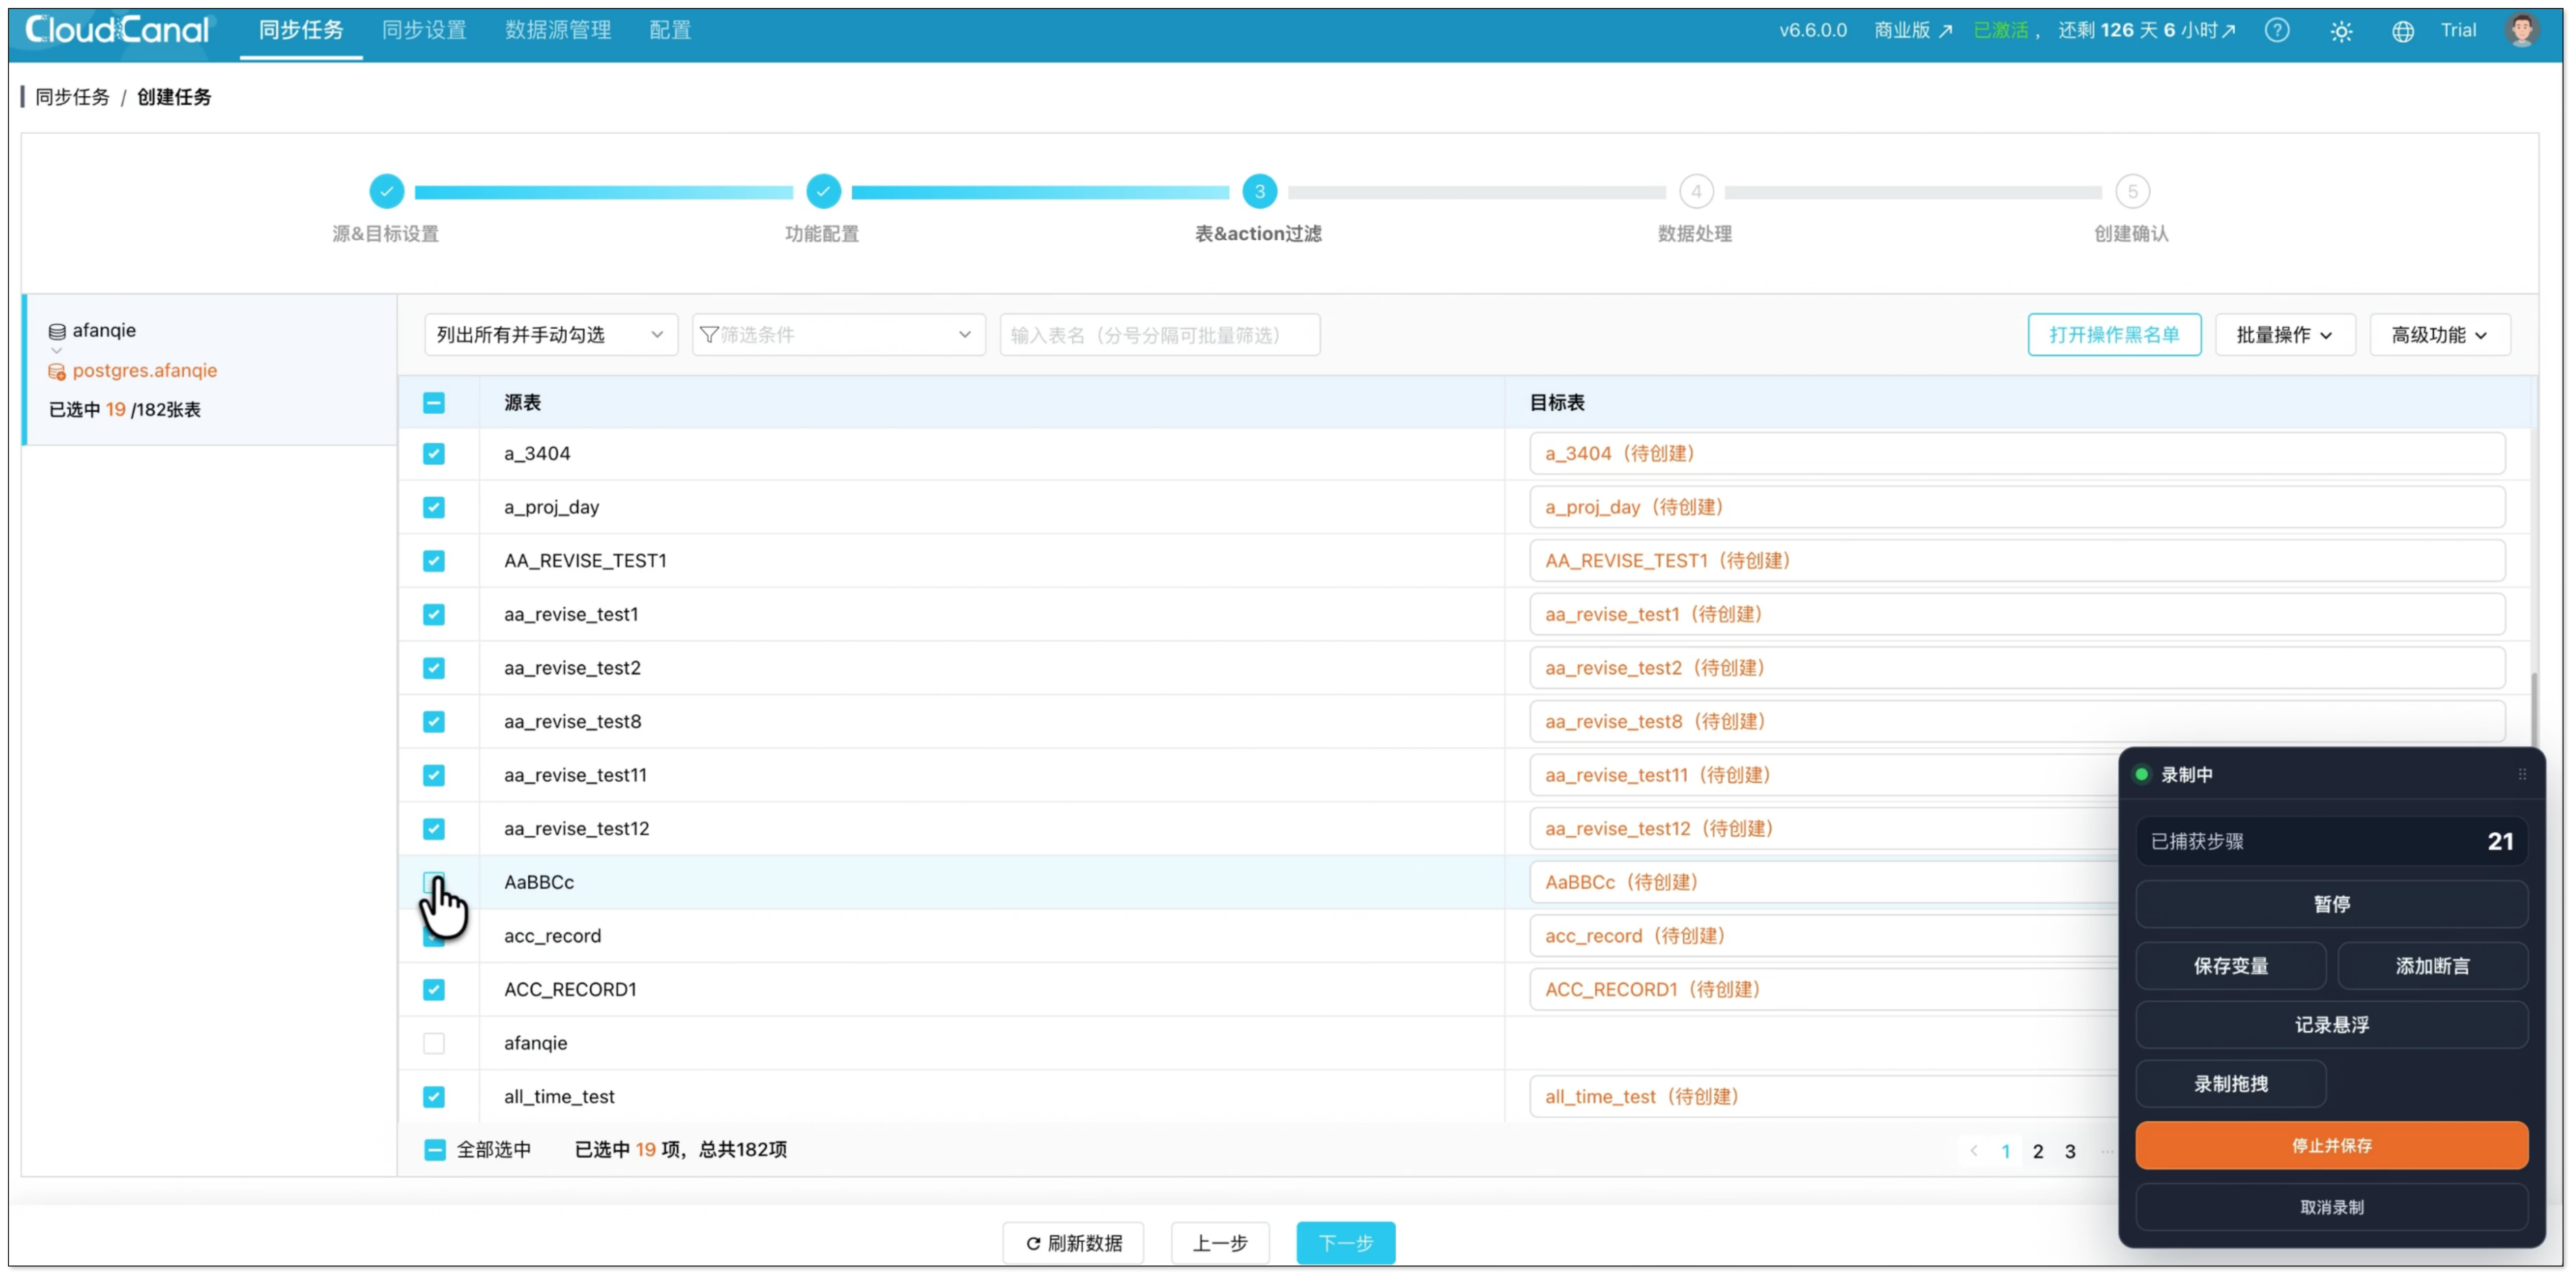 CloudCanal 同步任务 同步设置 数据源管理 配置 v6.6.0.0 商业版 已激活， 还剩 126 天 6 小时 Trial
同步任务 / 创建任务
3 4 5
源&目标设置 功能配置 表&action过滤 数据处理 创建确认
afanqie
postgres.afanqie
已选中 19 /182张表
列出所有并手动勾选 筛选条件 输入表名（分号分隔可批量筛选） 打开操作黑名单 批量操作 高级功能
源表 目标表
a_3404 a_3404（待创建）
a_proj_day a_proj_day（待创建）
AA_REVISE_TEST1 AA_REVISE_TEST1（待创建）
aa_revise_test1 aa_revise_test1（待创建）
aa_revise_test2 aa_revise_test2（待创建）
aa_revise_test8 aa_revise_test8（待创建）
aa_revise_test11 aa_revise_test11（待创建）
aa_revise_test12 aa_revise_test12（待创建）
AaBBCc AaBBCc（待创建）
acc_record acc_record（待创建）
ACC_RECORD1 ACC_RECORD1（待创建）
afanqie
all_time_test all_time_test（待创建）
全部选中 已选中 19 项，总共182项 1 2 3 ...
刷新数据 上一步 下一步
录制中
已捕获步骤 21
暂停
保存变量 添加断言
记录悬浮
录制拖拽
停止并保存
取消录制